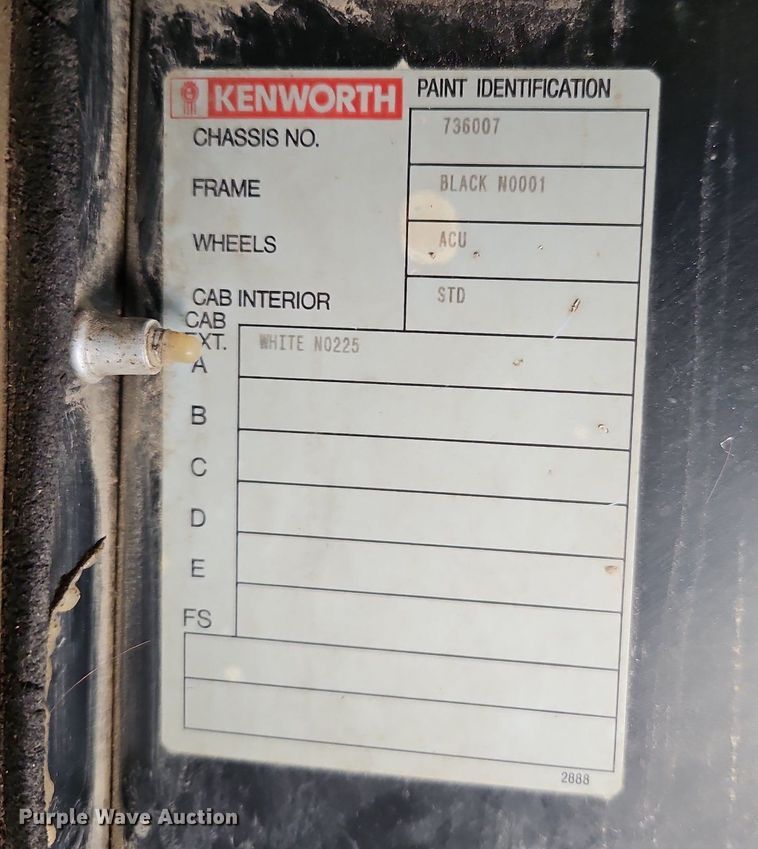 KENWORTH PAINT IDENTIFICATION
CHASSIS NO. 736007
FRAME BLACK N0001
WHEELS ACU
CAB INTERIOR STD
CAB
EXT. WHITE N0225
A
B
C
D
E
FS
2888
Purple Wave Auction